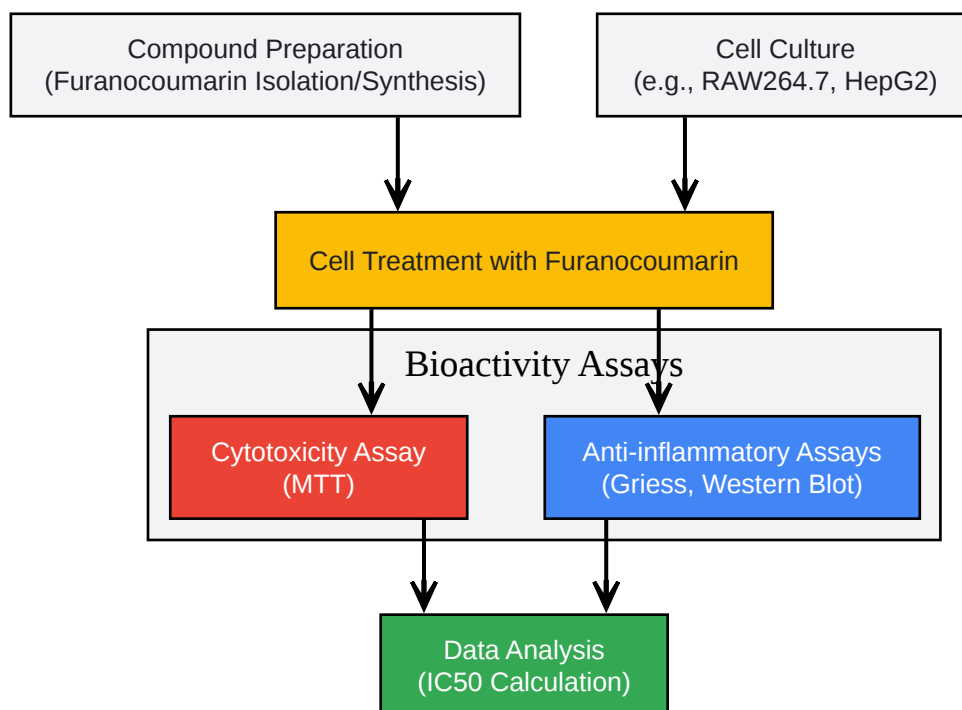 Compound Preparation
(Furanocoumarin Isolation/Synthesis)
Cell Culture
(e.g., RAW264.7, HepG2)
Cell Treatment with Furanocoumarin
Bioactivity Assays
Cytotoxicity Assay
(MTT)
Anti-inflammatory Assays
(Griess, Western Blot)
Data Analysis
(IC50 Calculation)